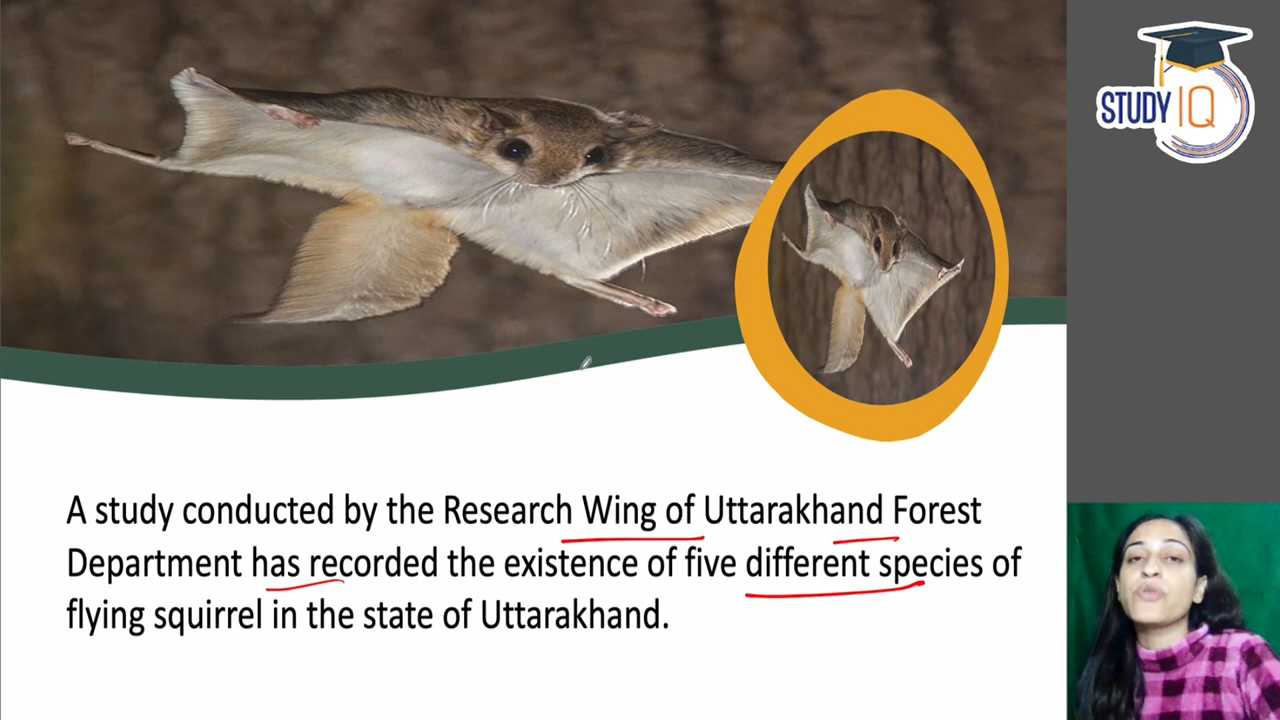 STUDY IQ
A study conducted by the Research Wing of Uttarakhand Forest
Department has recorded the existence of five different species of
flying squirrel in the state of Uttarakhand.